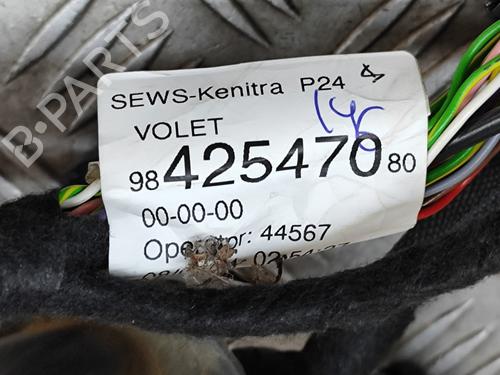 B-PARTS
SEWS-Kenitra P24
VOLET
98 425470 80
00-00-00
Operator: 44567